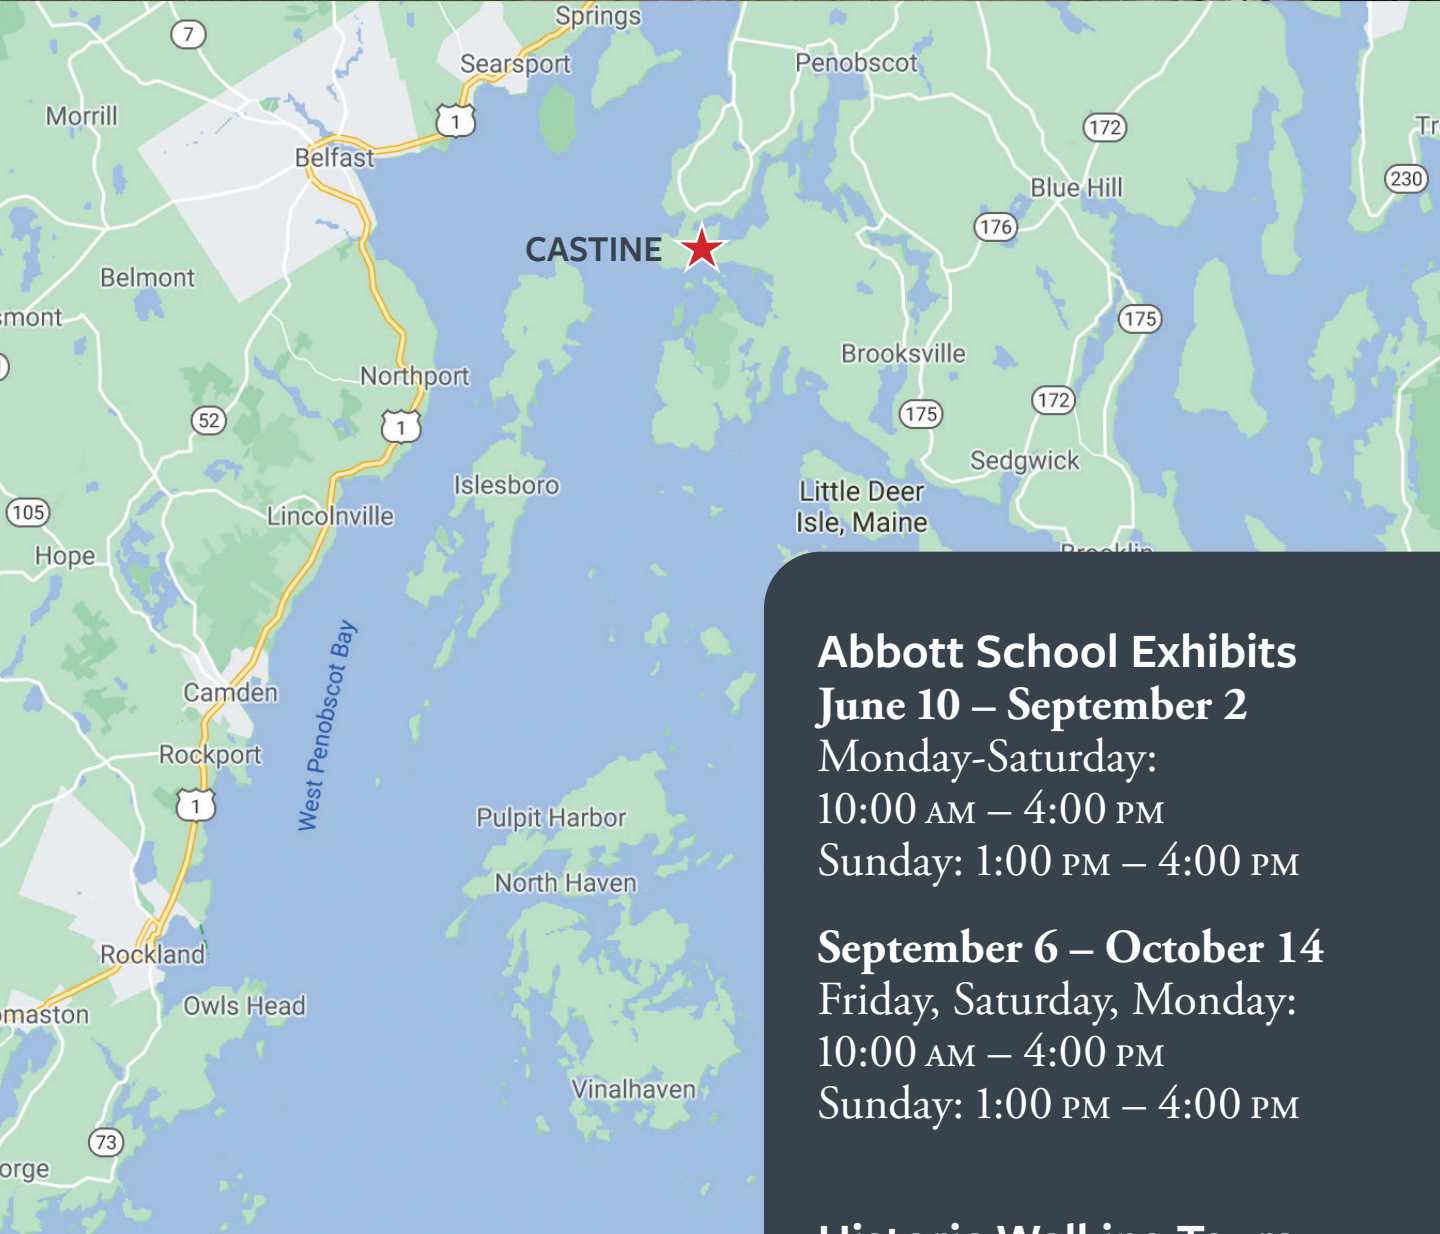 Springs
7
Searsport
Penobscot
Morrill
1
172
Belfast
230
Blue Hill
176
CASTINE
Belmont
175
Brooksville
Northport
172
175
52
1
Sedgwick
Islesboro
Little Deer
Isle, Maine
105
Lincolnville
Hope
Brooklin
West Penobscot Bay
Camden
Rockport
1
Pulpit Harbor
North Haven
Rockland
Owls Head
Vinalhaven
73
Abbott School Exhibits
June 10 – September 2
Monday-Saturday:
10:00 AM – 4:00 PM
Sunday: 1:00 PM – 4:00 PM
September 6 – October 14
Friday, Saturday, Monday:
10:00 AM – 4:00 PM
Sunday: 1:00 PM – 4:00 PM
Historic Walking Tours